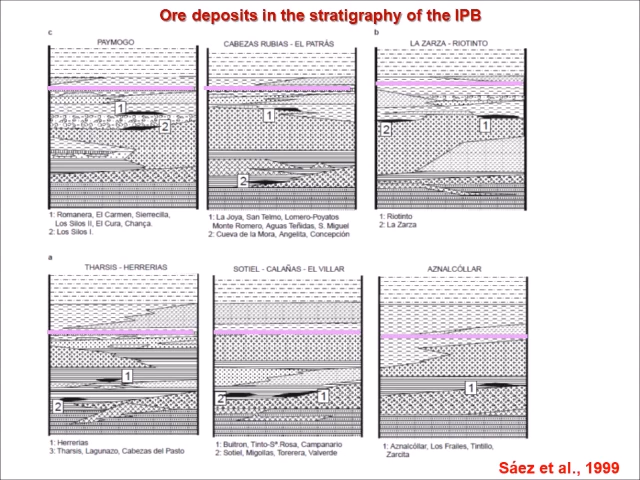 Ore deposits in the stratigraphy of the IPB
c
b
PAYMOGO
CABEZAS RUBIAS - EL PATRÁS
LA ZARZA - RIOTINTO
1
2
1
2
2
1
1: Romanera, El Carmen, Sierrecilla,
Los Silos II, El Cura, Chança.
2: Los Silos I.
1: La Joya, San Telmo, Lomero-Poyatos
Monte Romero, Aguas Teñidas, S. Miguel
2: Cueva de la Mora, Angelita, Concepción
1: Riotinto
2: La Zarza
a
THARSIS - HERRERIAS
SOTIEL - CALAÑAS - EL VILLAR
AZNALCÓLLAR
1
2
2
1
1
1: Herrerias
3: Tharsis, Lagunazo, Cabezas del Pasto
1: Buitron, Tinto-Sª Rosa, Campanario
2: Sotiel, Migollas, Torerera, Valverde
1: Aznalcóllar, Los Frailes, Tintillo,
Zarcita
Sáez et al., 1999